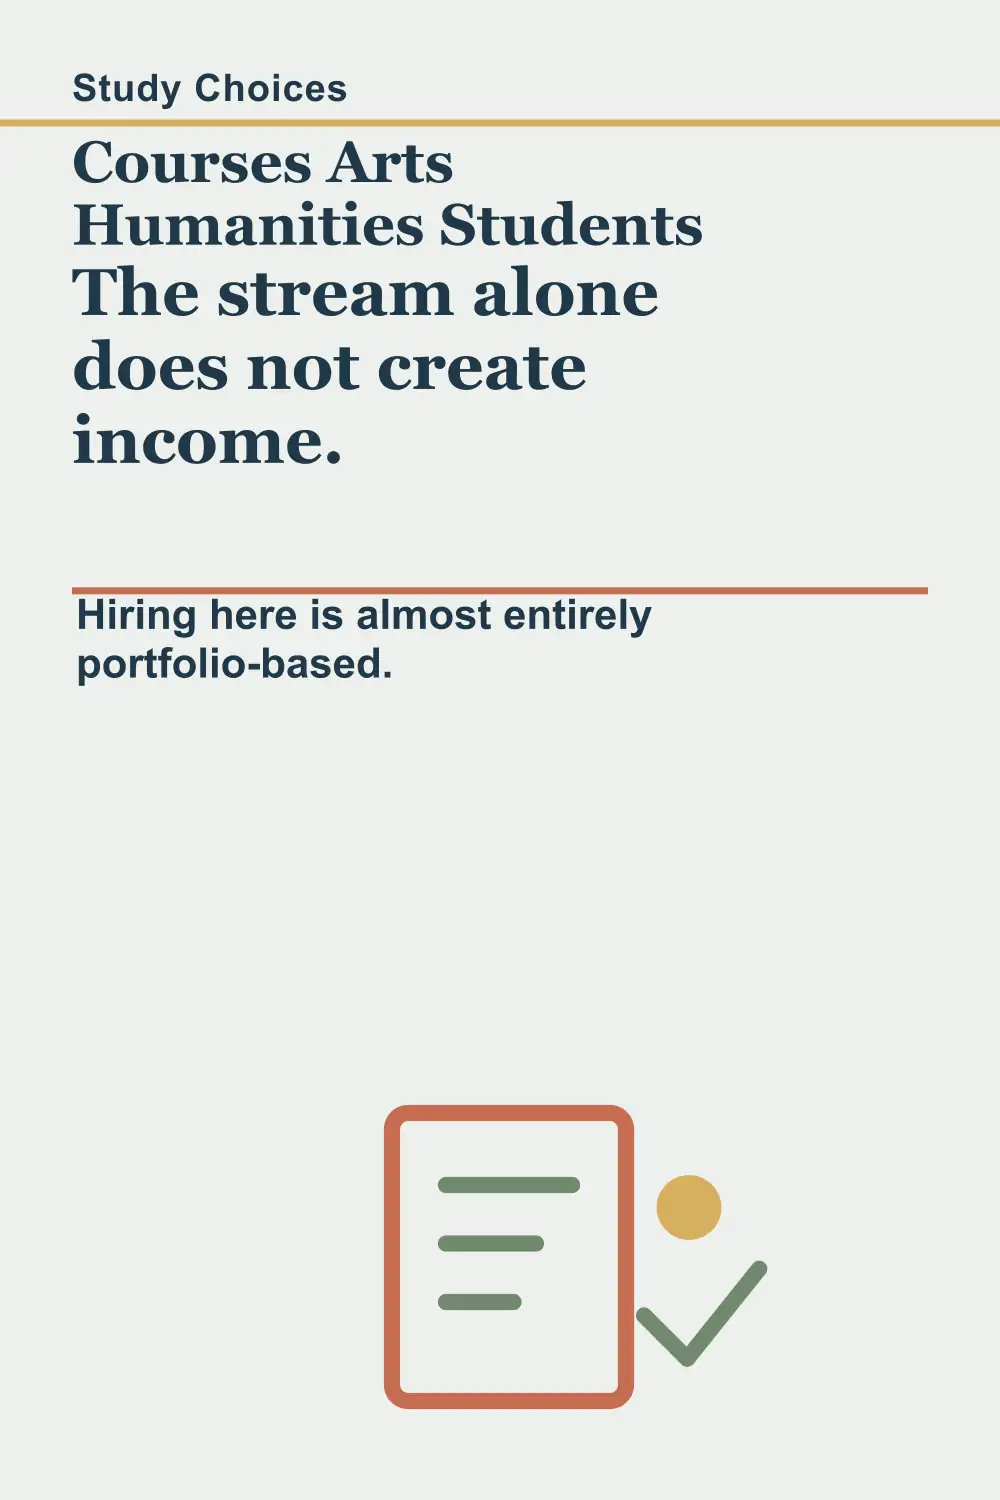 Study Choices
Courses Arts
Humanities Students
The stream alone
does not create
income.
Hiring here is almost entirely
portfolio-based.